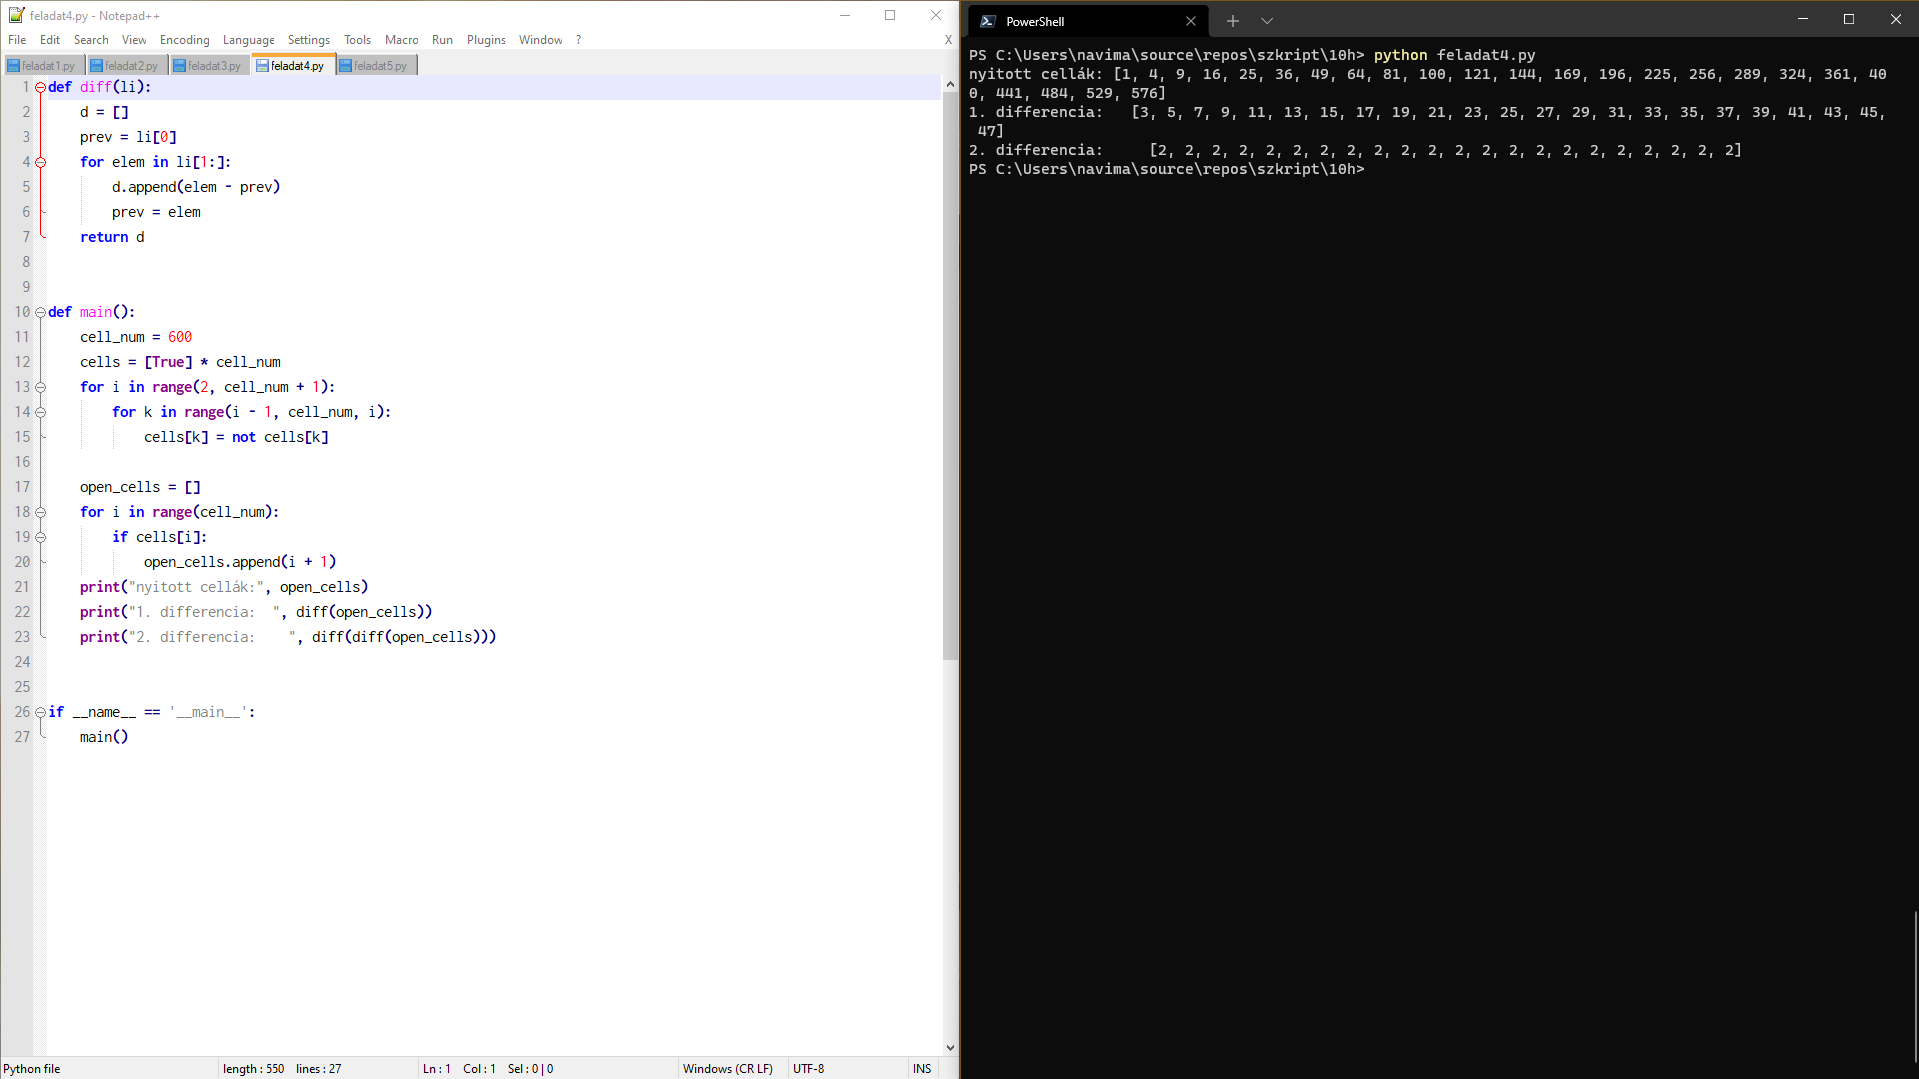 feladat4.py - Notepad++
File Edit Search View Encoding Language Settings Tools Macro Run Plugins Window ? X
feladat1.py feladat2.py feladat3.py feladat4.py feladat5.py
1 def diff(li):
2     d = []
3     prev = li[0]
4     for elem in li[1:]:
5         d.append(elem - prev)
6         prev = elem
7     return d
8
9
10 def main():
11     cell_num = 600
12     cells = [True] * cell_num
13     for i in range(2, cell_num + 1):
14         for k in range(i - 1, cell_num, i):
15             cells[k] = not cells[k]
16
17     open_cells = []
18     for i in range(cell_num):
19         if cells[i]:
20             open_cells.append(i + 1)
21     print("nyitott cellák:", open_cells)
22     print("1. differencia:  ", diff(open_cells))
23     print("2. differencia:    ", diff(diff(open_cells)))
24
25
26 if __name__ == '__main__':
27     main()
Python file length : 550 lines : 27 Ln : 1 Col : 1 Sel : 0 | 0 Windows (CR LF) UTF-8 INS
PowerShell
PS C:\Users\navima\source\repos\szkript\10h> python feladat4.py
nyitott cellák: [1, 4, 9, 16, 25, 36, 49, 64, 81, 100, 121, 144, 169, 196, 225, 256, 289, 324, 361, 40
0, 441, 484, 529, 576]
1. differencia:   [3, 5, 7, 9, 11, 13, 15, 17, 19, 21, 23, 25, 27, 29, 31, 33, 35, 37, 39, 41, 43, 45,
 47]
2. differencia:     [2, 2, 2, 2, 2, 2, 2, 2, 2, 2, 2, 2, 2, 2, 2, 2, 2, 2, 2, 2, 2, 2]
PS C:\Users\navima\source\repos\szkript\10h>